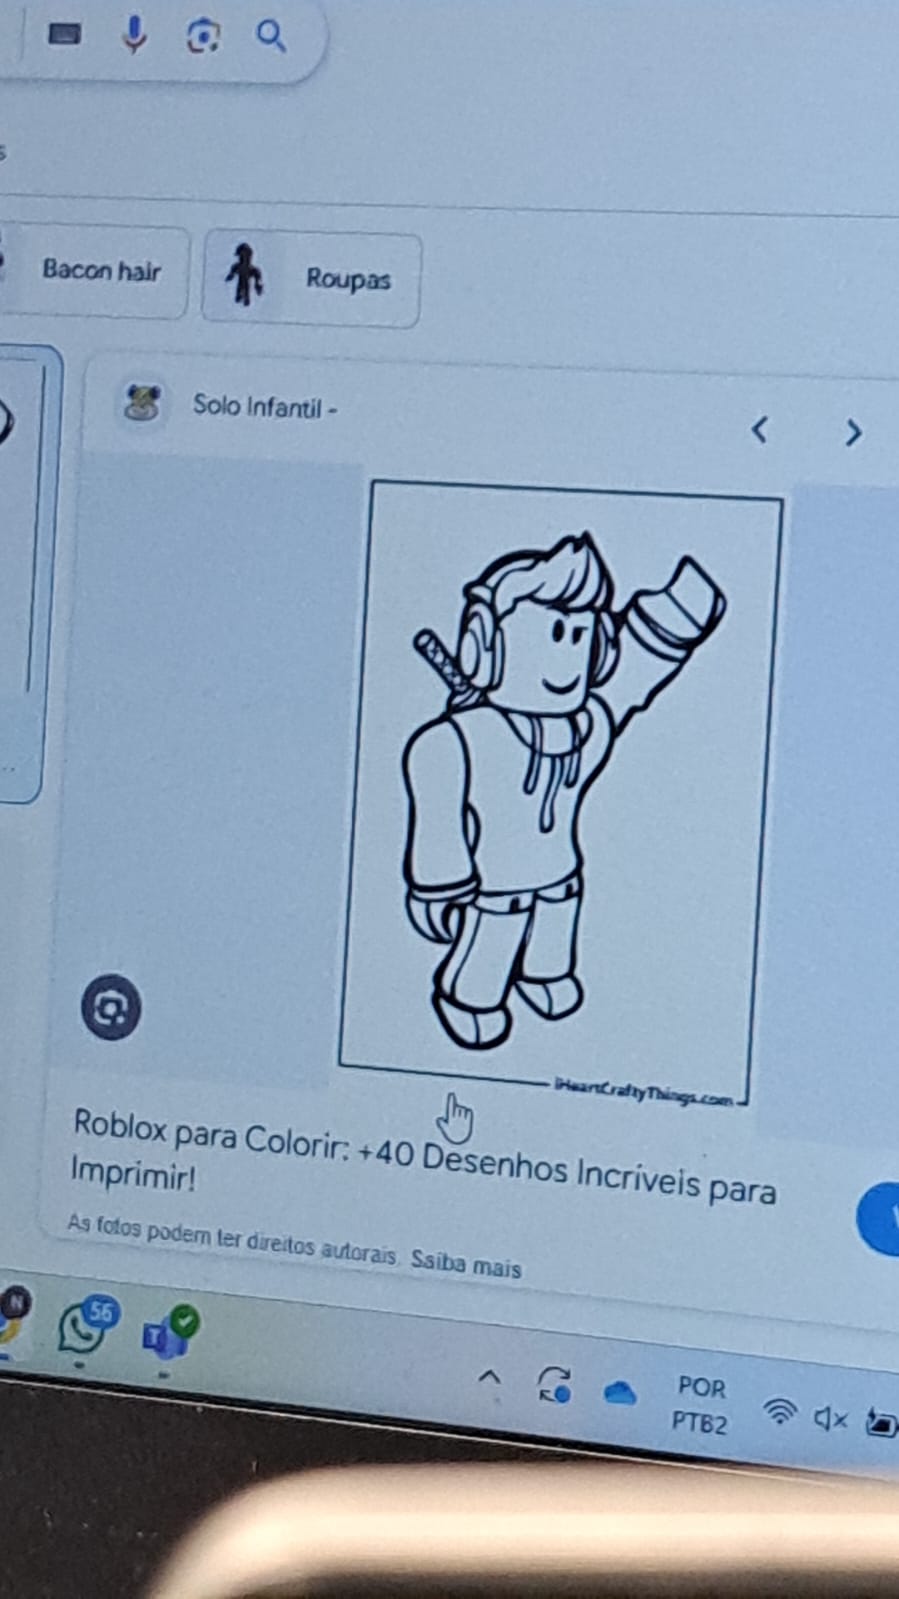 Bacon hair
Roupas
Solo Infantil -
iHeartCraftyThings.com
Roblox para Colorir: +40 Desenhos Incríveis para
Imprimir!
As fotos podem ter direitos autorais. Saiba mais
N
56
T
POR
PTB2